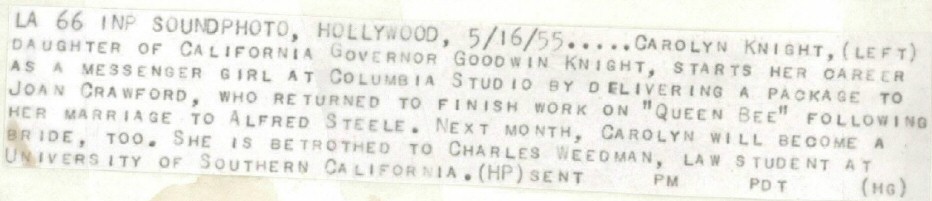 LA 66 INP SOUNDPHOTO, HOLLYWOOD, 5/16/55.....CAROLYN KNIGHT, (LEFT)
DAUGHTER OF CALIFORNIA GOVERNOR GOODWIN KNIGHT, STARTS HER CAREER
AS A MESSENGER GIRL AT COLUMBIA STUDIO BY DELIVERING A PACKAGE TO
JOAN CRAWFORD, WHO RETURNED TO FINISH WORK ON "QUEEN BEE" FOLLOWING
HER MARRIAGE TO ALFRED STEELE. NEXT MONTH, CAROLYN WILL BECOME A
BRIDE, TOO. SHE IS BETROTHED TO CHARLES WEEDMAN, LAW STUDENT AT
UNIVERSITY OF SOUTHERN CALIFORNIA.(HP)SENT PM PDT (HG)